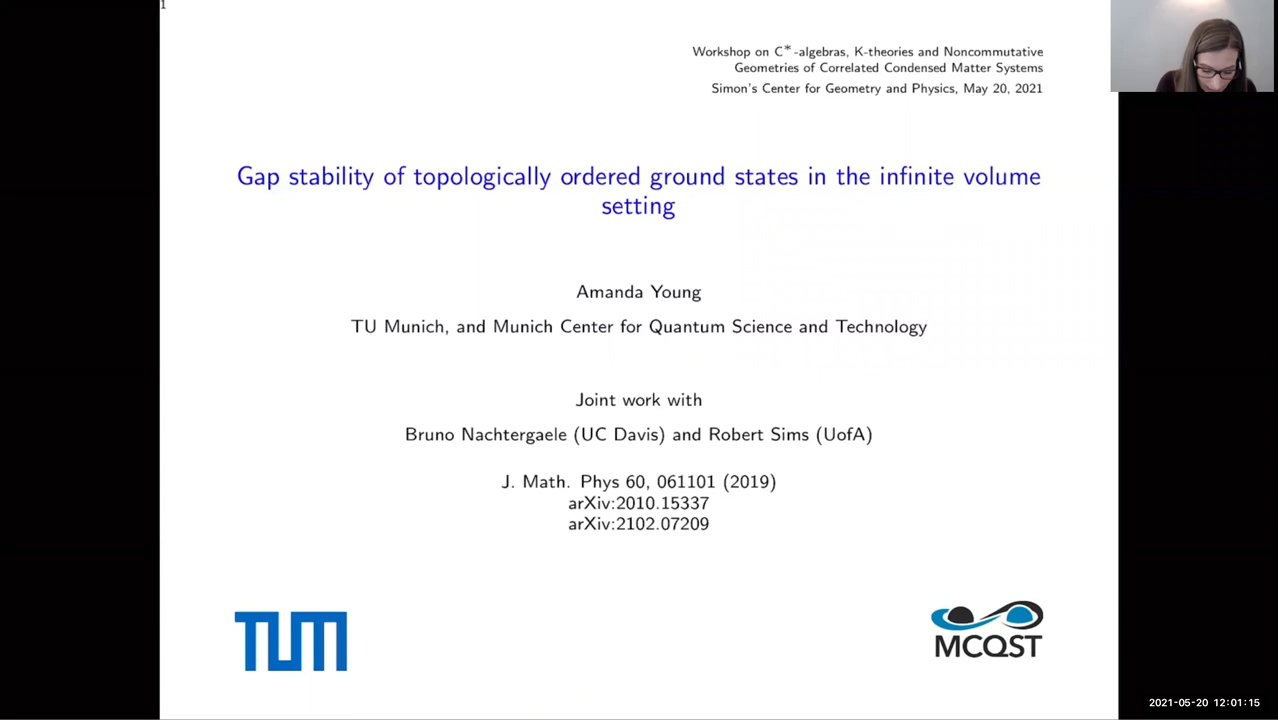 1
Workshop on C*-algebras, K-theories and Noncommutative
Geometries of Correlated Condensed Matter Systems
Simon's Center for Geometry and Physics, May 20, 2021
Gap stability of topologically ordered ground states in the infinite volume
setting
Amanda Young
TU Munich, and Munich Center for Quantum Science and Technology
Joint work with
Bruno Nachtergaele (UC Davis) and Robert Sims (UofA)
J. Math. Phys 60, 061101 (2019)
arXiv:2010.15337
arXiv:2102.07209
TUM
MCQST
2021-05-20 12:01:15